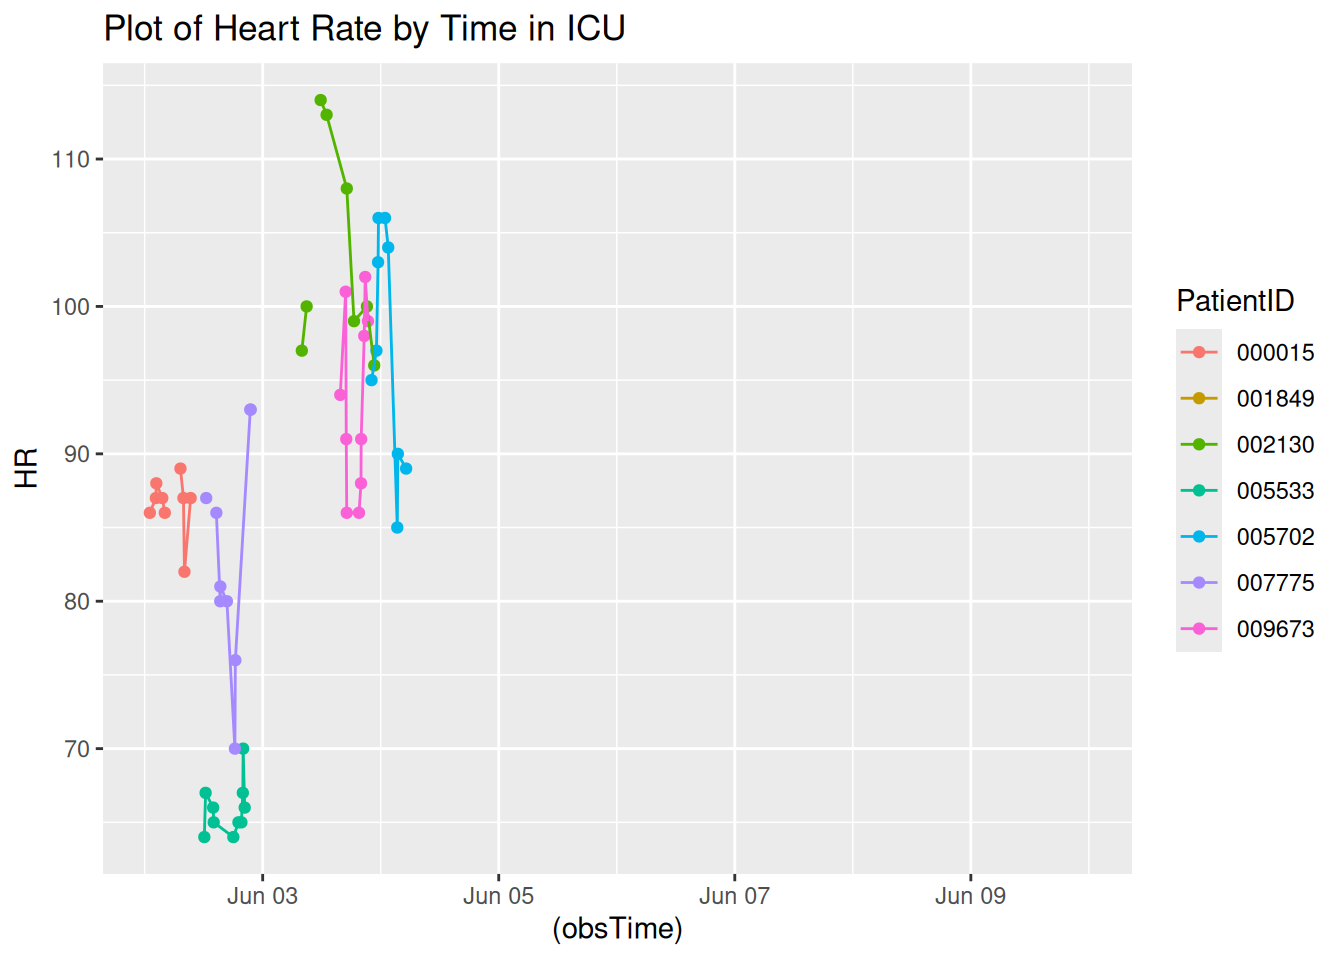 Plot of Heart Rate by Time in ICU
110
100
90
80
70
HR
Jun 03 Jun 05 Jun 07 Jun 09
(obsTime)
PatientID
000015
001849
002130
005533
005702
007775
009673